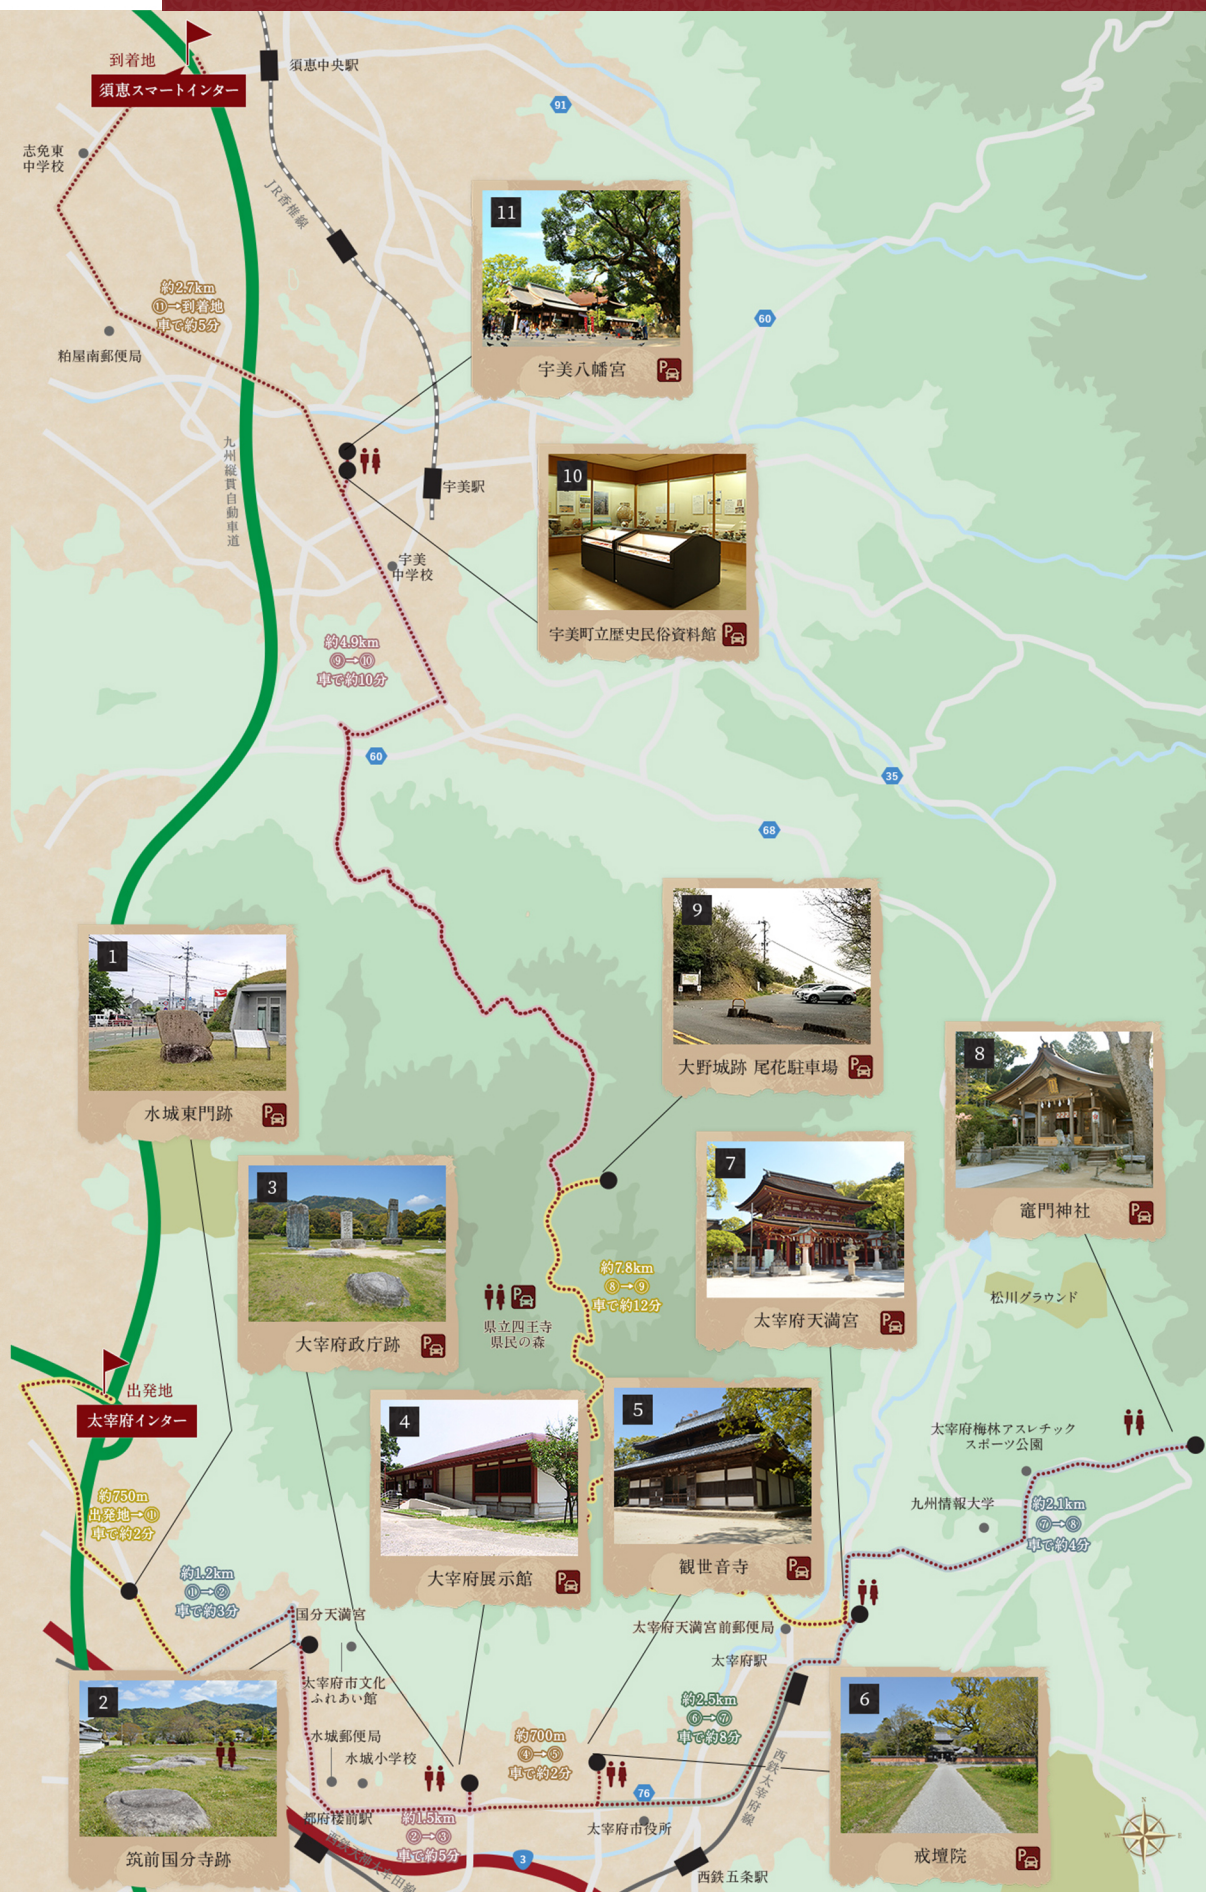 到着地
須恵スマートインター
須恵中央駅
91
志免東
中学校
JR香椎線
11
宇美八幡宮
P
約2.7km
⑪→到着地
車で約5分
60
粕屋南郵便局
九州縦貫自動車道
宇美駅
10
宇美町立歴史民俗資料館
P
宇美
中学校
約4.9km
⑨→⑩
車で約10分
60
35
68
9
大野城跡 尾花駐車場
P
1
水城東門跡
P
8
竈門神社
P
7
太宰府天満宮
P
3
大宰府政庁跡
P
約7.8km
⑧→⑨
車で約12分
P
県立四王寺
県民の森
松川グラウンド
出発地
太宰府インター
4
大宰府展示館
P
5
観世音寺
P
太宰府梅林アスレチック
スポーツ公園
九州情報大学
約2.1km
⑦→⑧
車で約4分
約750m
出発地→①
車で約2分
約1.2km
①→②
車で約3分
国分天満宮
太宰府市文化
ふれあい館
太宰府天満宮前郵便局
太宰府駅
2
筑前国分寺跡
水城郵便局
水城小学校
約2.5km
⑥→⑦
車で約8分
約700m
④→⑤
車で約2分
6
戒壇院
P
西鉄太宰府線
76
都府楼前駅
約1.5km
②→③
車で約5分
太宰府市役所
西鉄天神大牟田線
3
西鉄五条駅
N
W
E
S